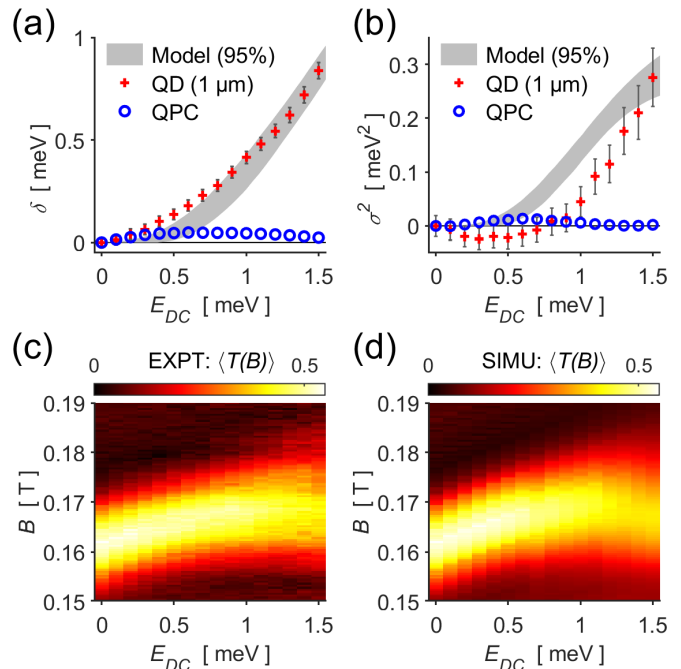 (a)
1
0.5
0
δ [ meV]
Model (95%)
QD (1 μm)
QPC
0 0.5 1.0 1.5
E_DC [ meV]
(b)
0.3
0.2
0.1
0
σ² [ meV²]
Model (95%)
QD (1 μm)
QPC
0 0.5 1.0 1.5
E_DC [ meV]
(c)
0 EXPT: ⟨T(B)⟩ 0.5
0.19
0.18
0.17
0.16
0.15
B [ T]
0 0.5 1.0 1.5
E_DC [ meV]
(d)
0 SIMU: ⟨T(B)⟩ 0.5
0.19
0.18
0.17
0.16
0.15
B [ T]
0 0.5 1.0 1.5
E_DC [ meV]